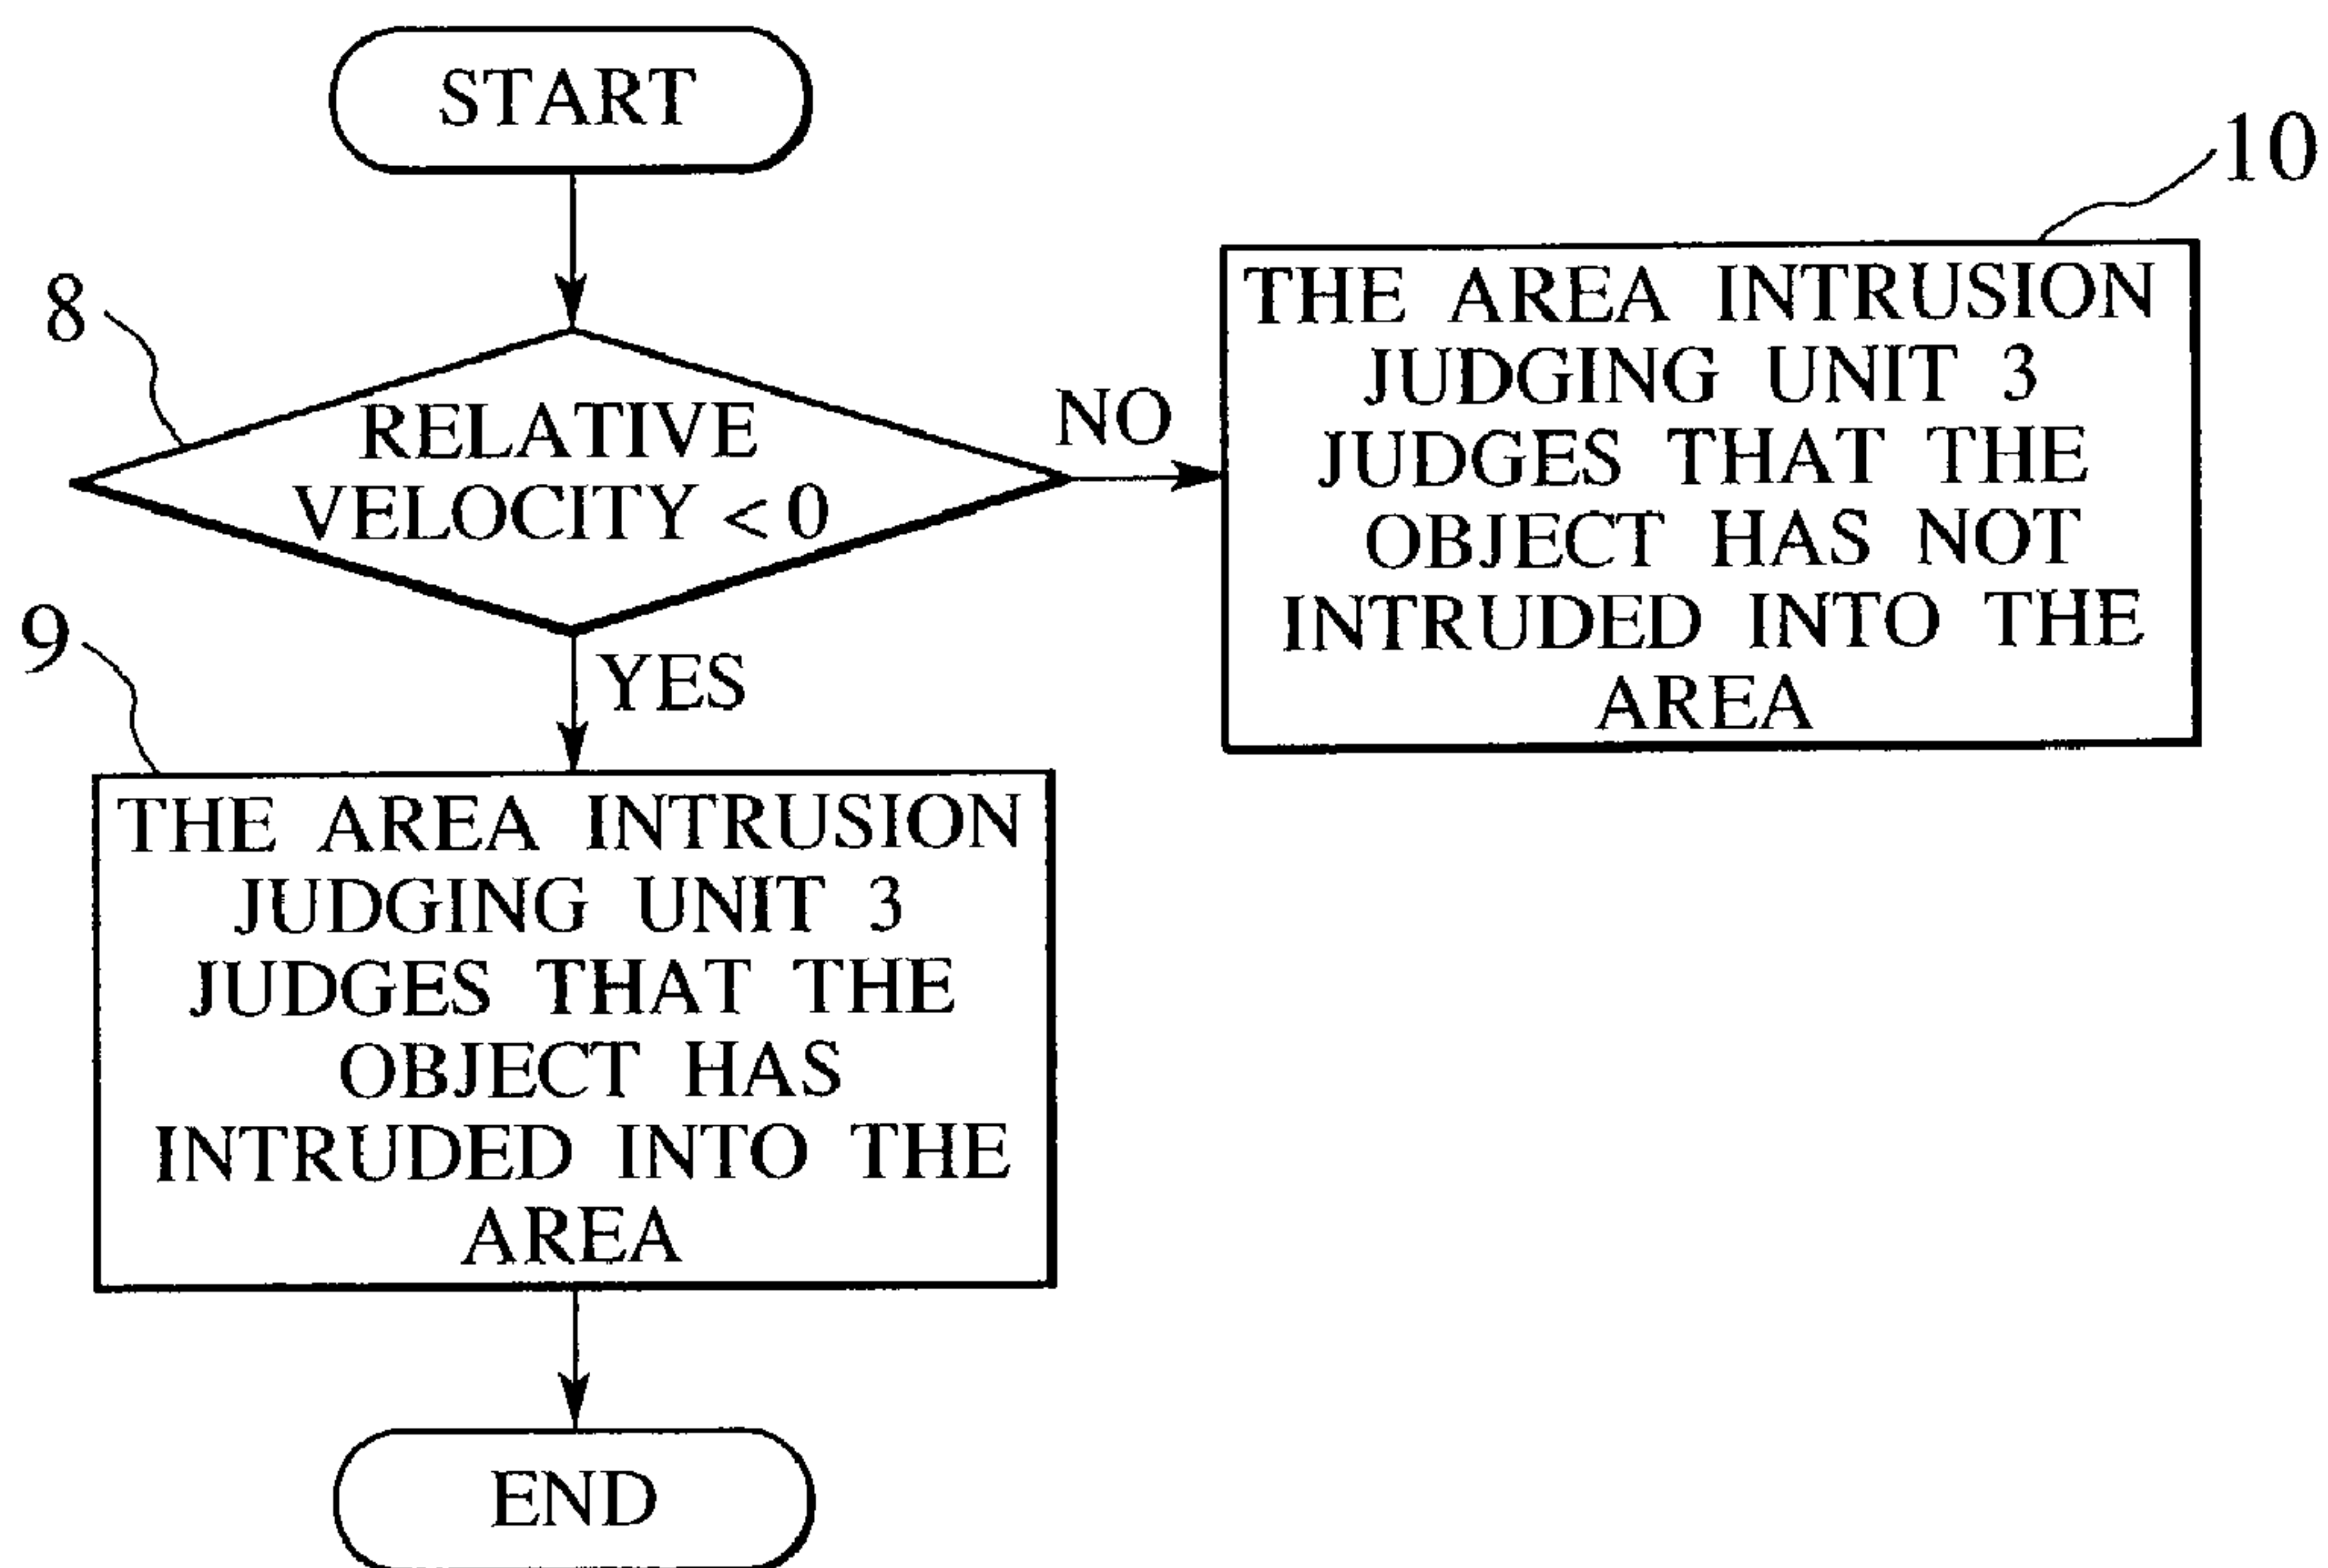 START
8
RELATIVE
VELOCITY < 0
NO
10
THE AREA INTRUSION
JUDGING UNIT 3
JUDGES THAT THE
OBJECT HAS NOT
INTRUDED INTO THE
AREA
YES
9
THE AREA INTRUSION
JUDGING UNIT 3
JUDGES THAT THE
OBJECT HAS
INTRUDED INTO THE
AREA
END